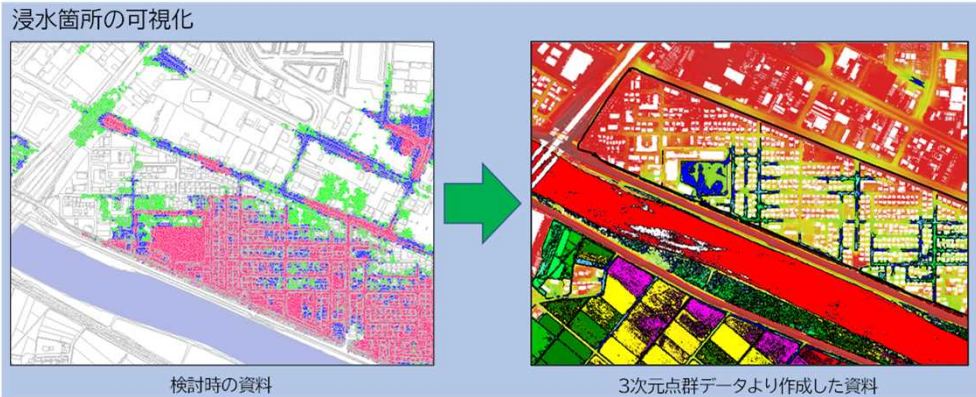 浸水箇所の可視化
検討時の資料
3次元点群データより作成した資料